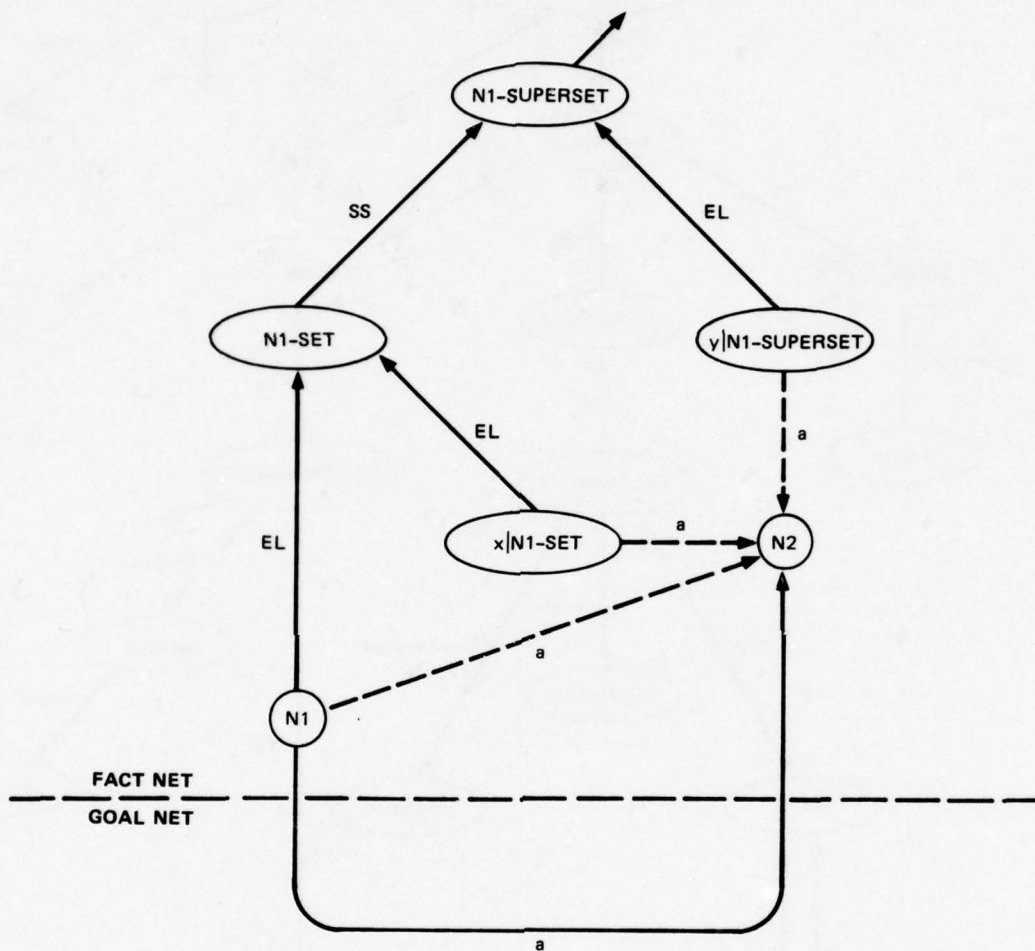 N1-SUPERSET
SS
EL
N1-SET
y|N1-SUPERSET
EL
a
EL
x|N1-SET
a
N2
a
N1
FACT NET
GOAL NET
a